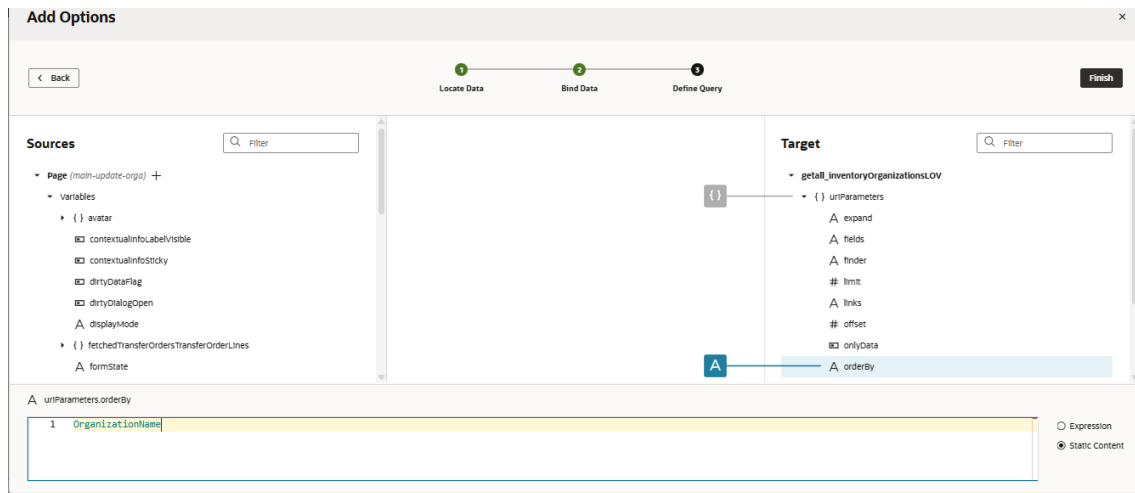 Add Options
×
< Back
1
2
3
Locate Data
Bind Data
Define Query
Finish
Sources
Filter
Page (main-update-orga) +
Variables
{ } avatar
contextualInfoLabelVisible
contextualInfoSticky
dirtyDataFlag
dirtyDialogOpen
A displayMode
{ } fetchedTransferOrdersTransferOrderLines
A formState
{ }
A
Target
Filter
getall_inventoryOrganizationsLOV
{ } uriParameters
A expand
A fields
A finder
# limit
A links
# offset
onlyData
A orderBy
A uriParameters.orderBy
1 OrganizationName
Expression
Static Content